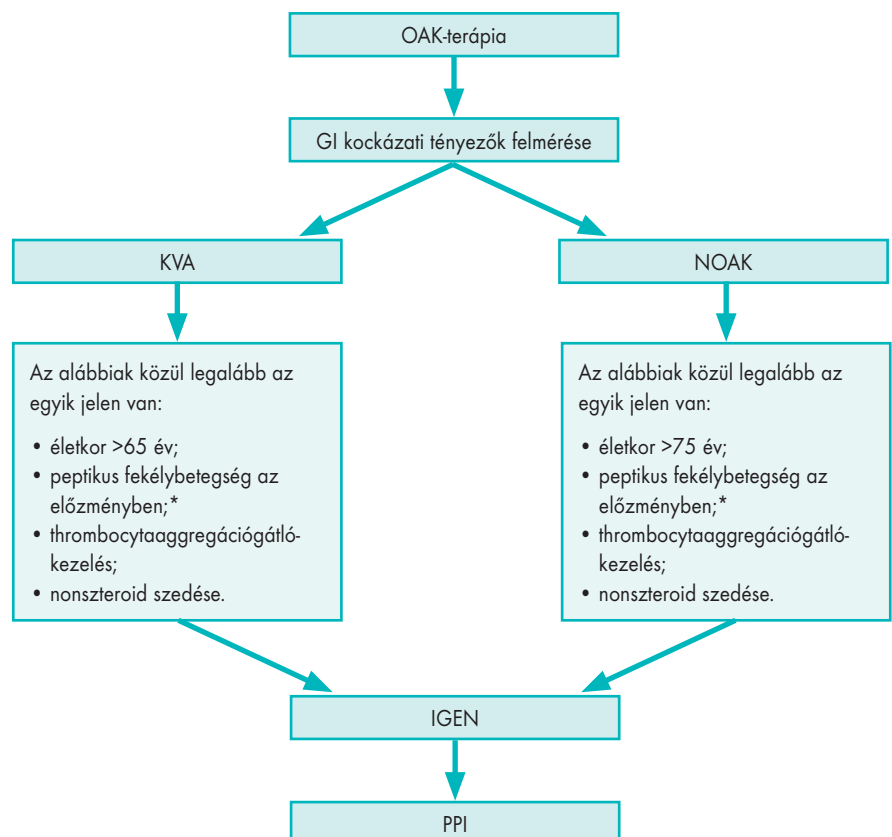 OAK-terápia
GI kockázati tényezők felmérése
KVA
NOAK
Az alábbiak közül legalább az
egyik jelen van:
• életkor >65 év;
• peptikus fekélybetegség az
előzményben;*
• thrombocytaaggregációgátló-
kezelés;
• nonszteroid szedése.
Az alábbiak közül legalább az
egyik jelen van:
• életkor >75 év;
• peptikus fekélybetegség az
előzményben;*
• thrombocytaaggregációgátló-
kezelés;
• nonszteroid szedése.
IGEN
PPI